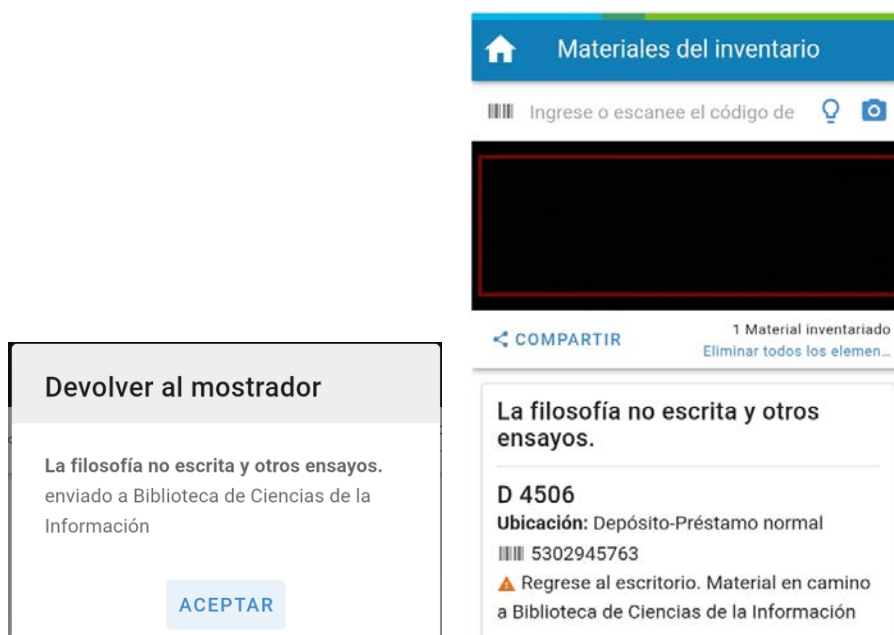 Devolver al mostrador
La filosofía no escrita y otros ensayos.
enviado a Biblioteca de Ciencias de la
Información
ACEPTAR
Materiales del inventario
Ingrese o escanee el código de
COMPARTIR
1 Material inventariado
Eliminar todos los elemen...
La filosofía no escrita y otros
ensayos.
D 4506
Ubicación: Depósito-Préstamo normal
5302945763
Regrese al escritorio. Material en camino
a Biblioteca de Ciencias de la Información